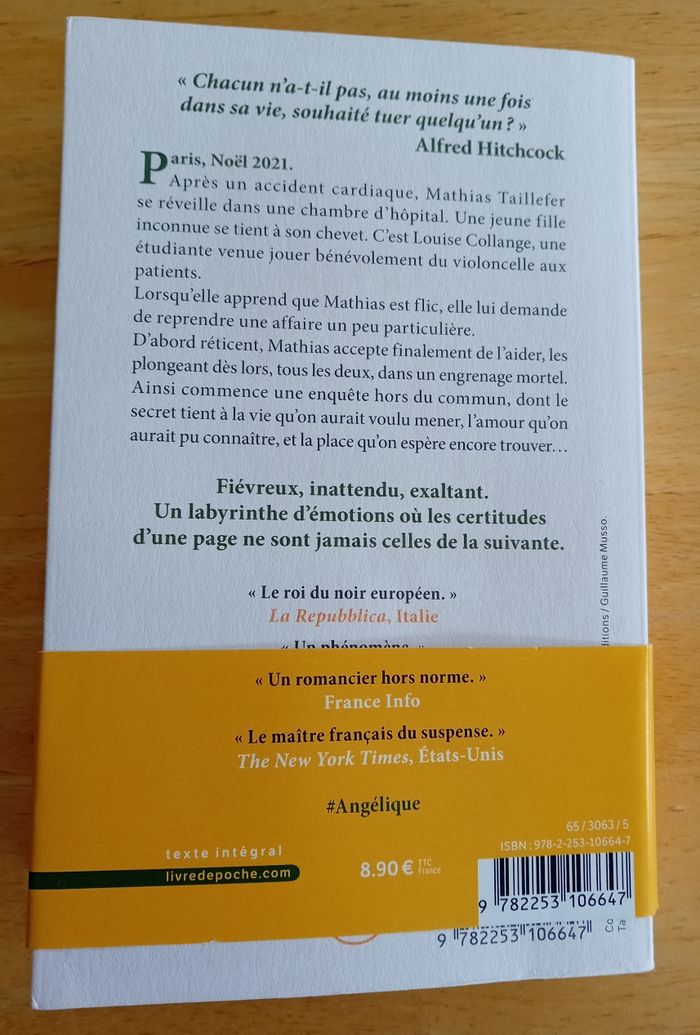 « Chacun n’a-t-il pas, au moins une fois
dans sa vie, souhaité tuer quelqu’un ? »
Alfred Hitchcock
Paris, Noël 2021.
Après un accident cardiaque, Mathias Taillefer
se réveille dans une chambre d’hôpital. Une jeune fille
inconnue se tient à son chevet. C’est Louise Collange, une
étudiante venue jouer bénévolement du violoncelle aux
patients.
Lorsqu’elle apprend que Mathias est flic, elle lui demande
de reprendre une affaire un peu particulière.
D’abord réticent, Mathias accepte finalement de l’aider, les
plongeant dès lors, tous les deux, dans un engrenage mortel.
Ainsi commence une enquête hors du commun, dont le
secret tient à la vie qu’on aurait voulu mener, l’amour qu’on
aurait pu connaître, et la place qu’on espère encore trouver…
Fiévreux, inattendu, exaltant.
Un labyrinthe d’émotions où les certitudes
d’une page ne sont jamais celles de la suivante.
« Le roi du noir européen. »
La Repubblica, Italie
« Un phénomène. »
« Un romancier hors norme. »
France Info
« Le maître français du suspense. »
The New York Times, États-Unis
#Angélique
texte intégral
livredepoche.com
8.90 € TTC
France
65 / 3063 / 5
ISBN : 978-2-253-10664-7
9 782253 106647
9 782253 106647
/ Guillaume Musso.
Co
Ta